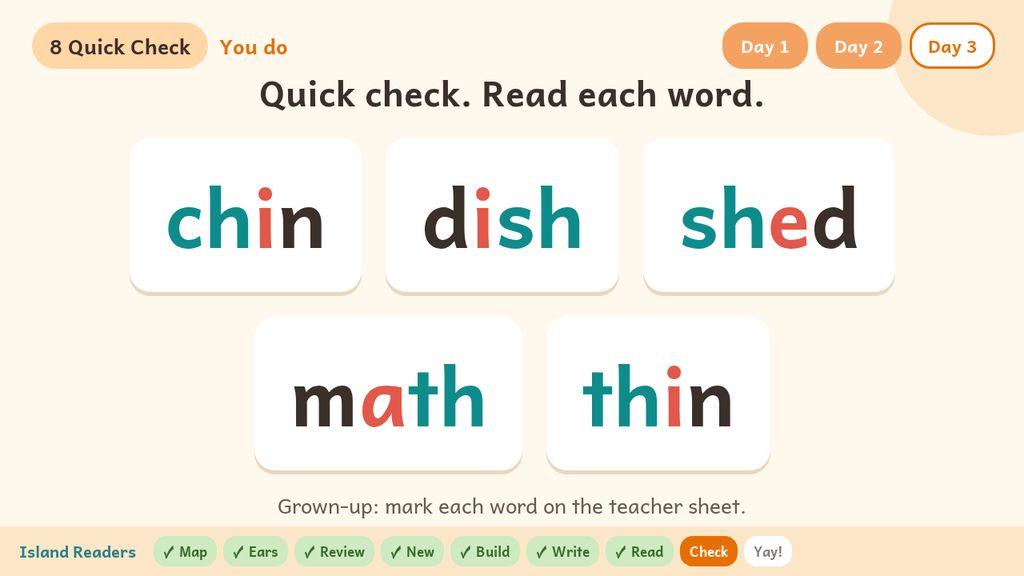 8 Quick Check You do Day 1 Day 2 Day 3
Quick check. Read each word.
chin dish shed
math thin
Grown-up: mark each word on the teacher sheet.
Island Readers ✓ Map ✓ Ears ✓ Review ✓ New ✓ Build ✓ Write ✓ Read Check Yay!